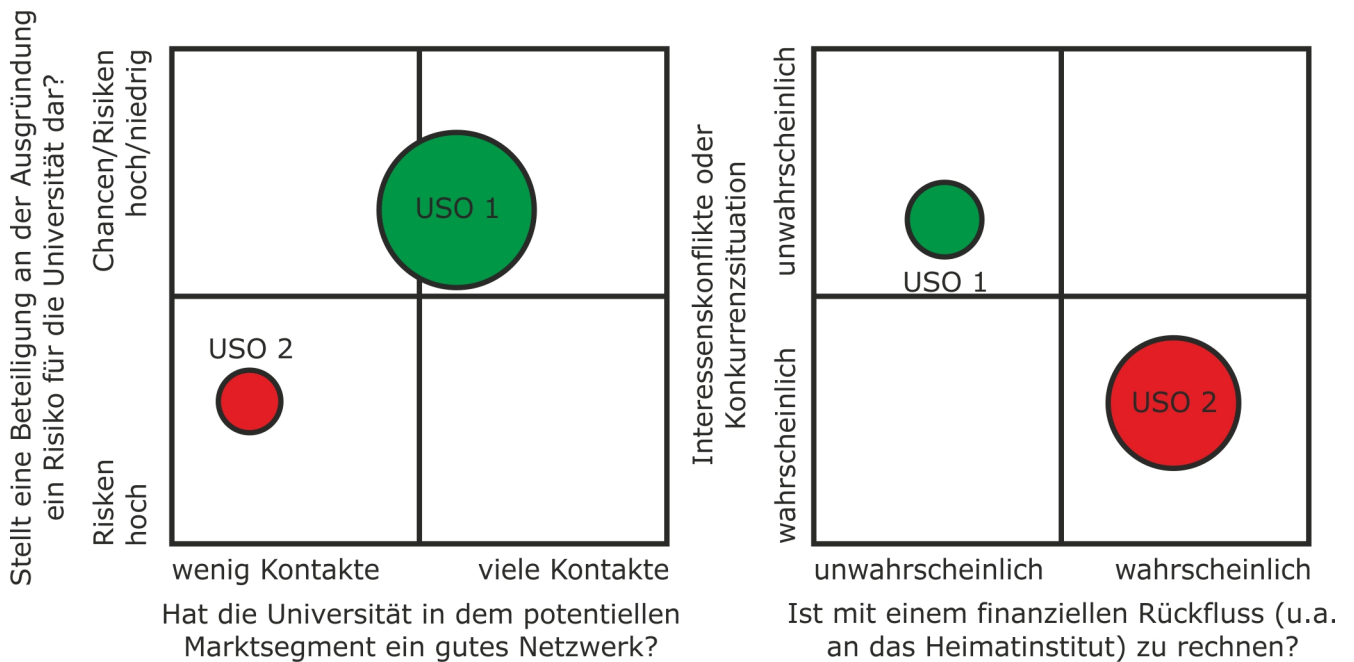 Stellt eine Beteiligung an der Ausgründung
ein Risiko für die Universität dar?
Chancen/Risiken
hoch/niedrig
Risken
hoch
USO 1
USO 2
wenig Kontakte
viele Kontakte
Hat die Universität in dem potentiellen
Marktsegment ein gutes Netzwerk?
Interessenskonflikte oder
Konkurrenzsituation
unwahrscheinlich
wahrscheinlich
USO 1
USO 2
unwahrscheinlich
wahrscheinlich
Ist mit einem finanziellen Rückfluss (u.a.
an das Heimatinstitut) zu rechnen?